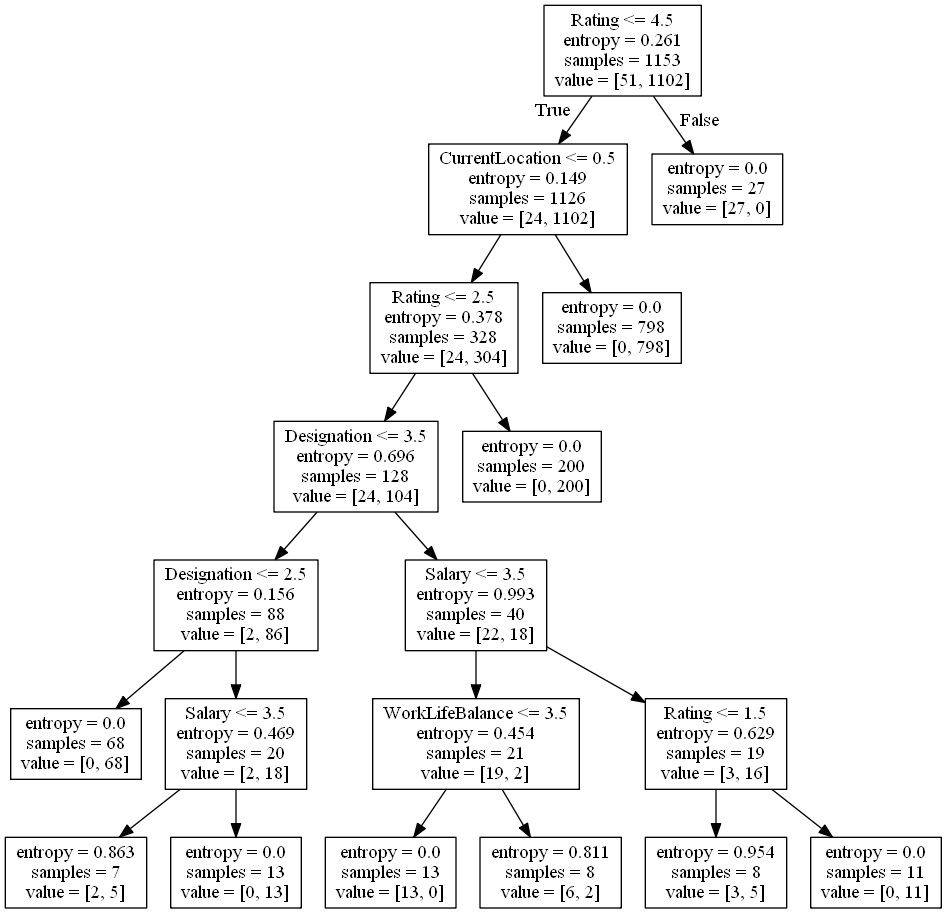 Rating <= 4.5
entropy = 0.261
samples = 1153
value = [51, 1102]
True
False
CurrentLocation <= 0.5
entropy = 0.149
samples = 1126
value = [24, 1102]
entropy = 0.0
samples = 27
value = [27, 0]
Rating <= 2.5
entropy = 0.378
samples = 328
value = [24, 304]
entropy = 0.0
samples = 798
value = [0, 798]
Designation <= 3.5
entropy = 0.696
samples = 128
value = [24, 104]
entropy = 0.0
samples = 200
value = [0, 200]
Designation <= 2.5
entropy = 0.156
samples = 88
value = [2, 86]
Salary <= 3.5
entropy = 0.993
samples = 40
value = [22, 18]
entropy = 0.0
samples = 68
value = [0, 68]
Salary <= 3.5
entropy = 0.469
samples = 20
value = [2, 18]
WorkLifeBalance <= 3.5
entropy = 0.454
samples = 21
value = [19, 2]
Rating <= 1.5
entropy = 0.629
samples = 19
value = [3, 16]
entropy = 0.863
samples = 7
value = [2, 5]
entropy = 0.0
samples = 13
value = [0, 13]
entropy = 0.0
samples = 13
value = [13, 0]
entropy = 0.811
samples = 8
value = [6, 2]
entropy = 0.954
samples = 8
value = [3, 5]
entropy = 0.0
samples = 11
value = [0, 11]